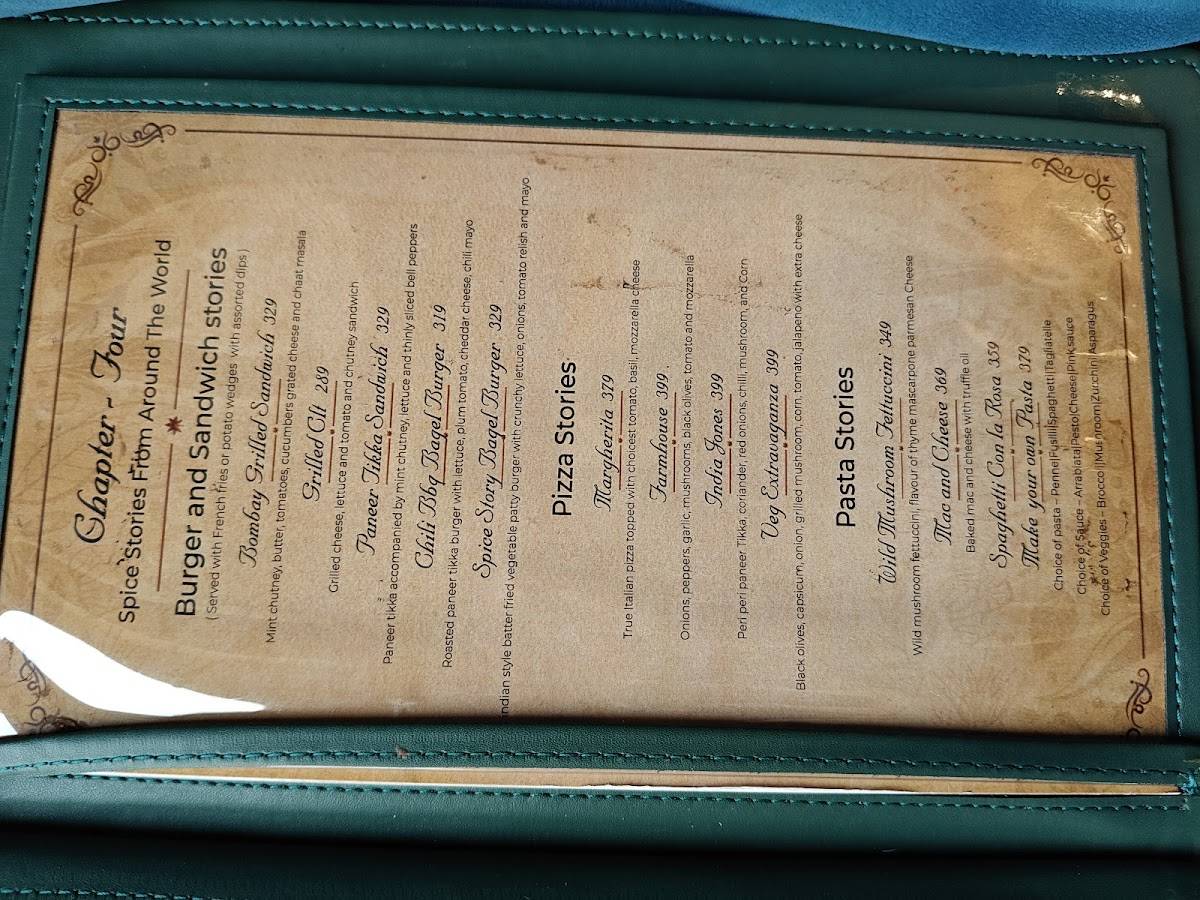 Chapter - Four
Spice Stories From Around The World
Burger and Sandwich stories
(Served with French fries or potato wedges with assorted dips)
Bombay Grilled Sandwich 329
Mint chutney, butter, tomatoes, cucumbers grated cheese and chaat masala
Grilled Clt 289
Grilled cheese, lettuce and tomato and chutney sandwich
Paneer Tikka Sandwich 329
Paneer tikka accompanied by mint chutney, lettuce and thinly sliced bell peppers
Chili Bbq Bagel Burger 319
Roasted paneer tikka burger with lettuce, plum tomato, cheddar cheese, chili mayo
Spice Story Bagel Burger 329
Indian style batter fried vegetable patty burger with crunchy lettuce, onions, tomato relish and mayo
Pizza Stories
Margherita 379
True Italian pizza topped with choicest tomato, basil, mozzarella cheese
Farmhouse 399
Onions, peppers, garlic, mushrooms, black olives, tomato and mozzarella
India Jones 399
Peri peri paneer Tikka, coriander, red onions, chilli, mushroom, and Corn
Veg Extravaganza 399
Black olives, capsicum, onion, grilled mushroom, corn, tomato, jalapeno with extra cheese
Pasta Stories
Wild Mushroom Fettuccini 349
Wild mushroom fettuccini, flavour of thyme mascarpone parmesan Cheese
Mac and Cheese 369
Baked mac and cheese with truffle oil
Spaghetti Con la Rosa 359
Make your own Pasta 379
Choice of pasta - Penne|Fusilli|Spaghetti|Tagliatelle
Choice of Sauce - Arrabiata|Pesto|Cheese|Pink sauce
Choice of Veggies - Broccoli|Mushroom|Zucchini|Asparagus